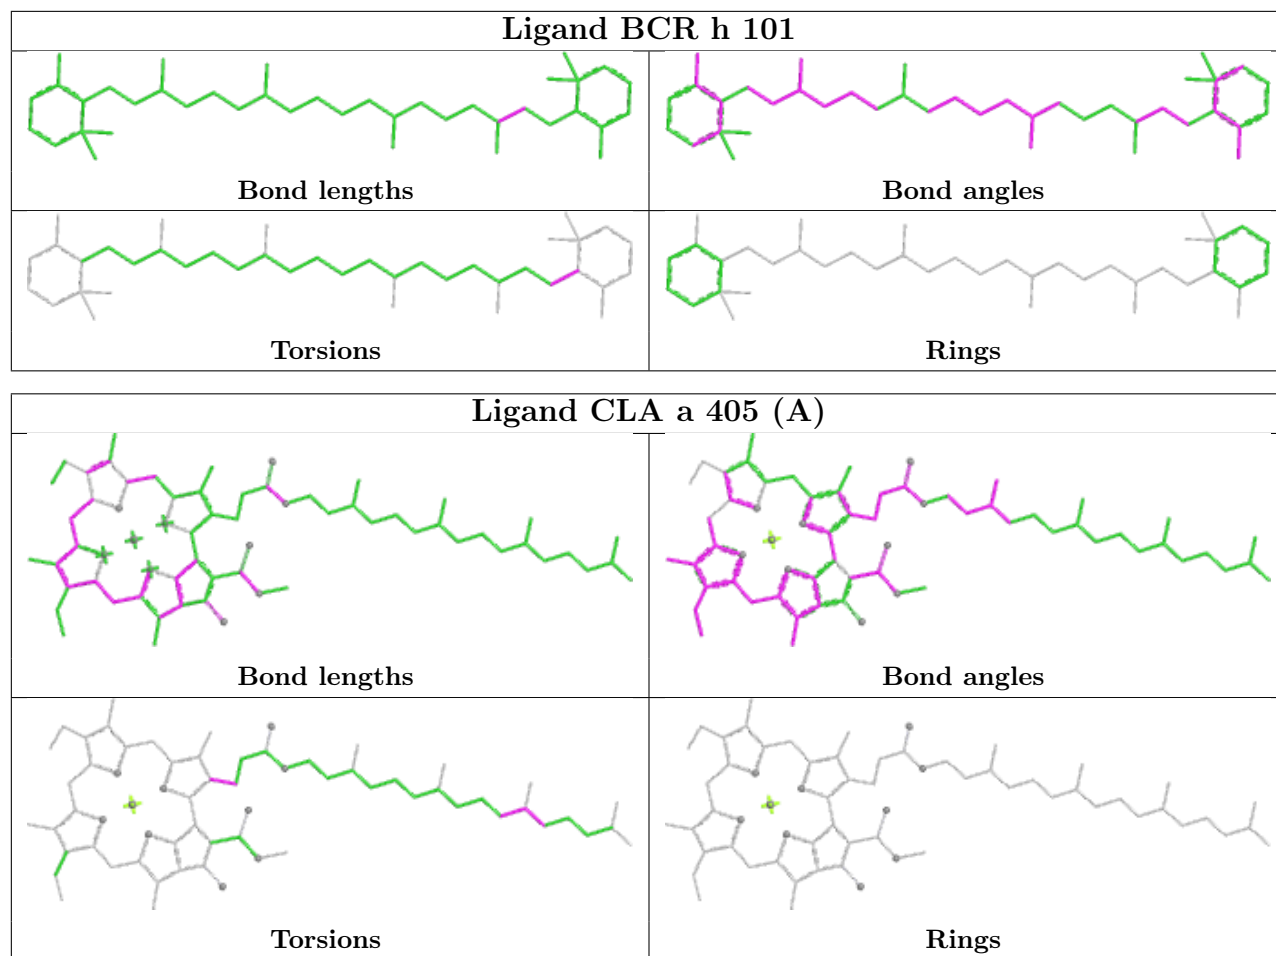 Ligand BCR h 101
Bond lengths
Bond angles
Torsions
Rings
Ligand CLA a 405 (A)
Bond lengths
Bond angles
Torsions
Rings